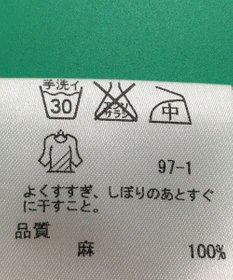 手洗イ
30
エンソ
サラシ
中
97-1
よくすすぎ、しぼりのあとすぐ
に干すこと。
品質
麻 100%